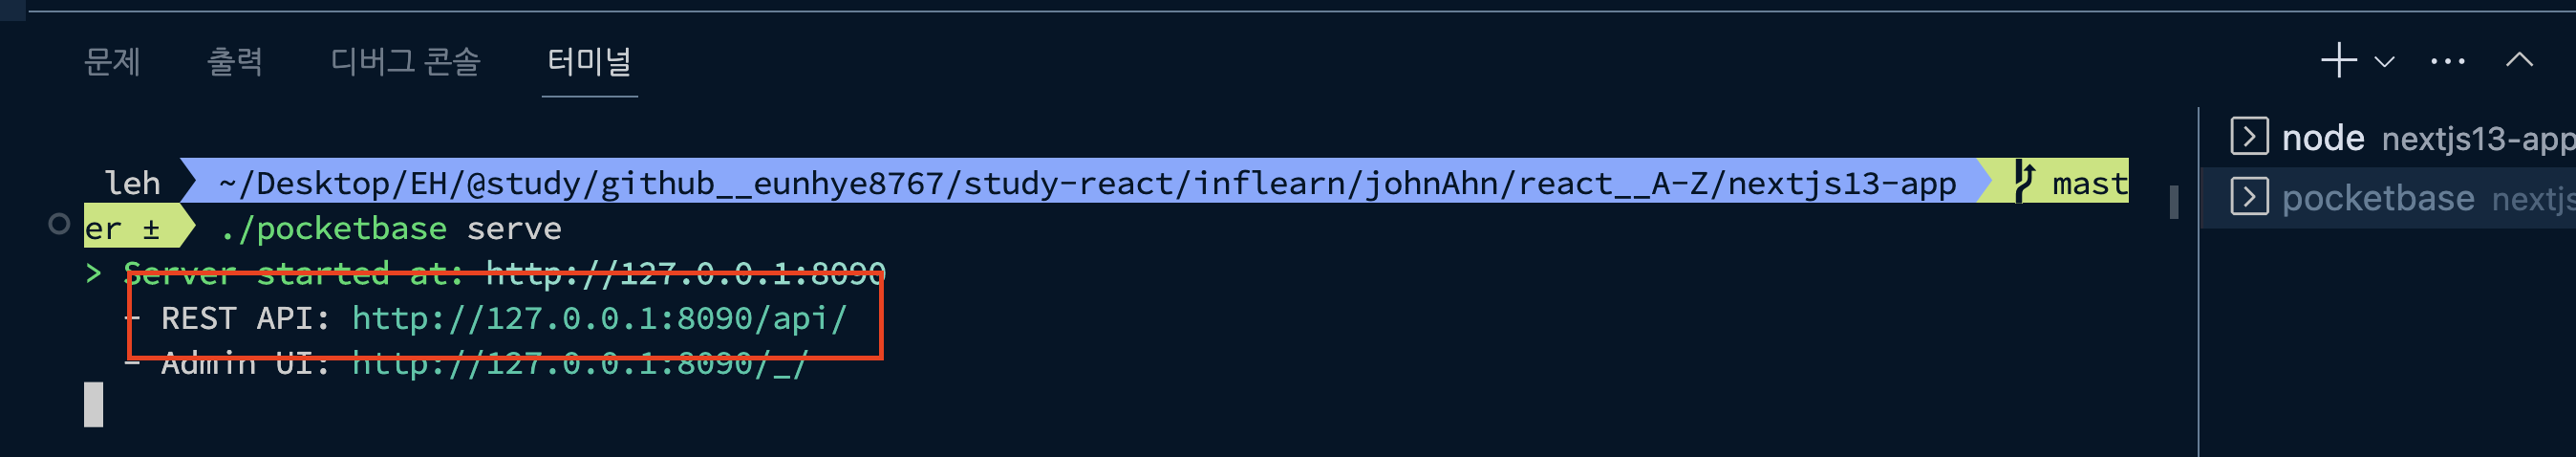 문제 출력 디버그 콘솔 터미널
leh ~/Desktop/EH/@study/github__eunhye8767/study-react/inflearn/johnAhn/react__A-Z/nextjs13-app mast
er ± ./pocketbase serve
> Server started at: http://127.0.0.1:8090
- REST API: http://127.0.0.1:8090/api/
- Admin UI: http://127.0.0.1:8090/_/
node nextjs13-app
pocketbase nextjs